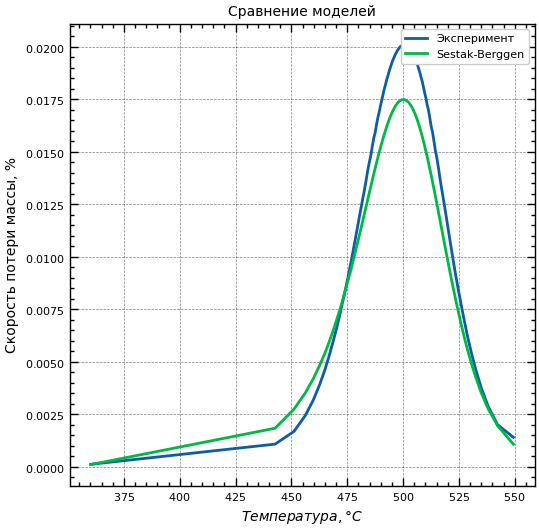 Сравнение моделей
Эксперимент
Sestak-Berggen
Скорость потери массы, %
0.0200
0.0175
0.0150
0.0125
0.0100
0.0075
0.0050
0.0025
0.0000
375 400 425 450 475 500 525 550
Температура, °C